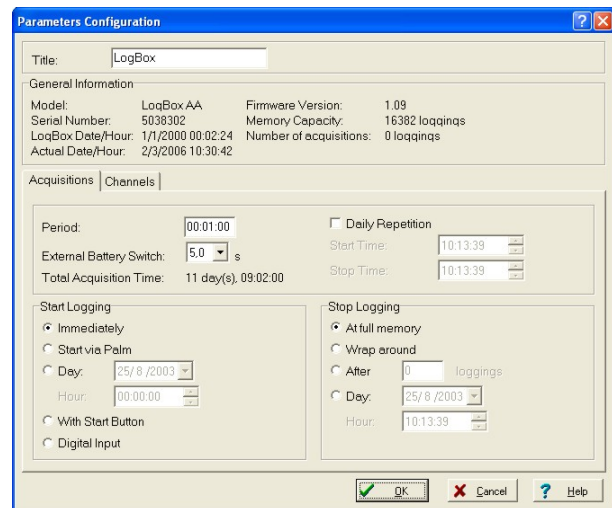 Parameters Configuration
Title: LogBox
General Information
Model: LogBox AA Firmware Version: 1.09
Serial Number: 5038302 Memory Capacity: 16382 loggings
LogBox Date/Hour: 1/1/2000 00:02:24 Number of acquisitions: 0 loggings
Actual Date/Hour: 2/3/2006 10:30:42
Acquisitions Channels
Period: 00:01:00
External Battery Switch: 5,0 s
Total Acquisition Time: 11 day(s), 09:02:00
Daily Repetition
Start Time: 10:13:39
Stop Time: 10:13:39
Start Logging
Immediately
Start via Palm
Day: 25/ 8 /2003
Hour: 00:00:00
With Start Button
Digital Input
Stop Logging
At full memory
Wrap around
After 0 loggings
Day: 25/ 8 /2003
Hour: 10:13:39
OK Cancel ? Help